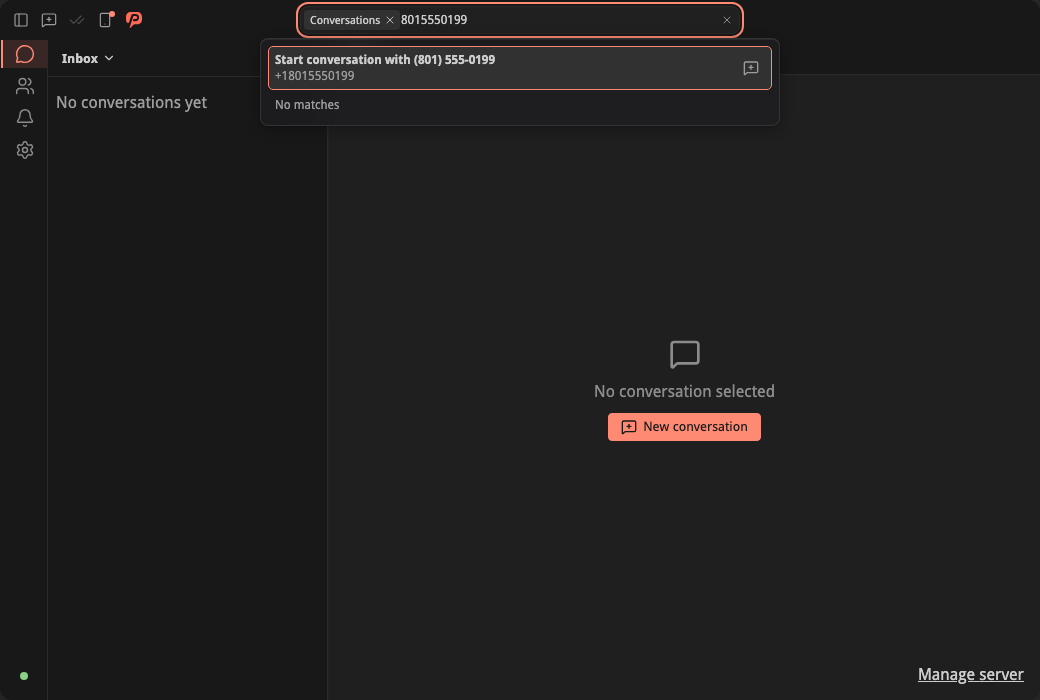 Conversations
8015550199
Inbox
Start conversation with (801) 555-0199
+18015550199
No matches
No conversations yet
No conversation selected
New conversation
Manage server